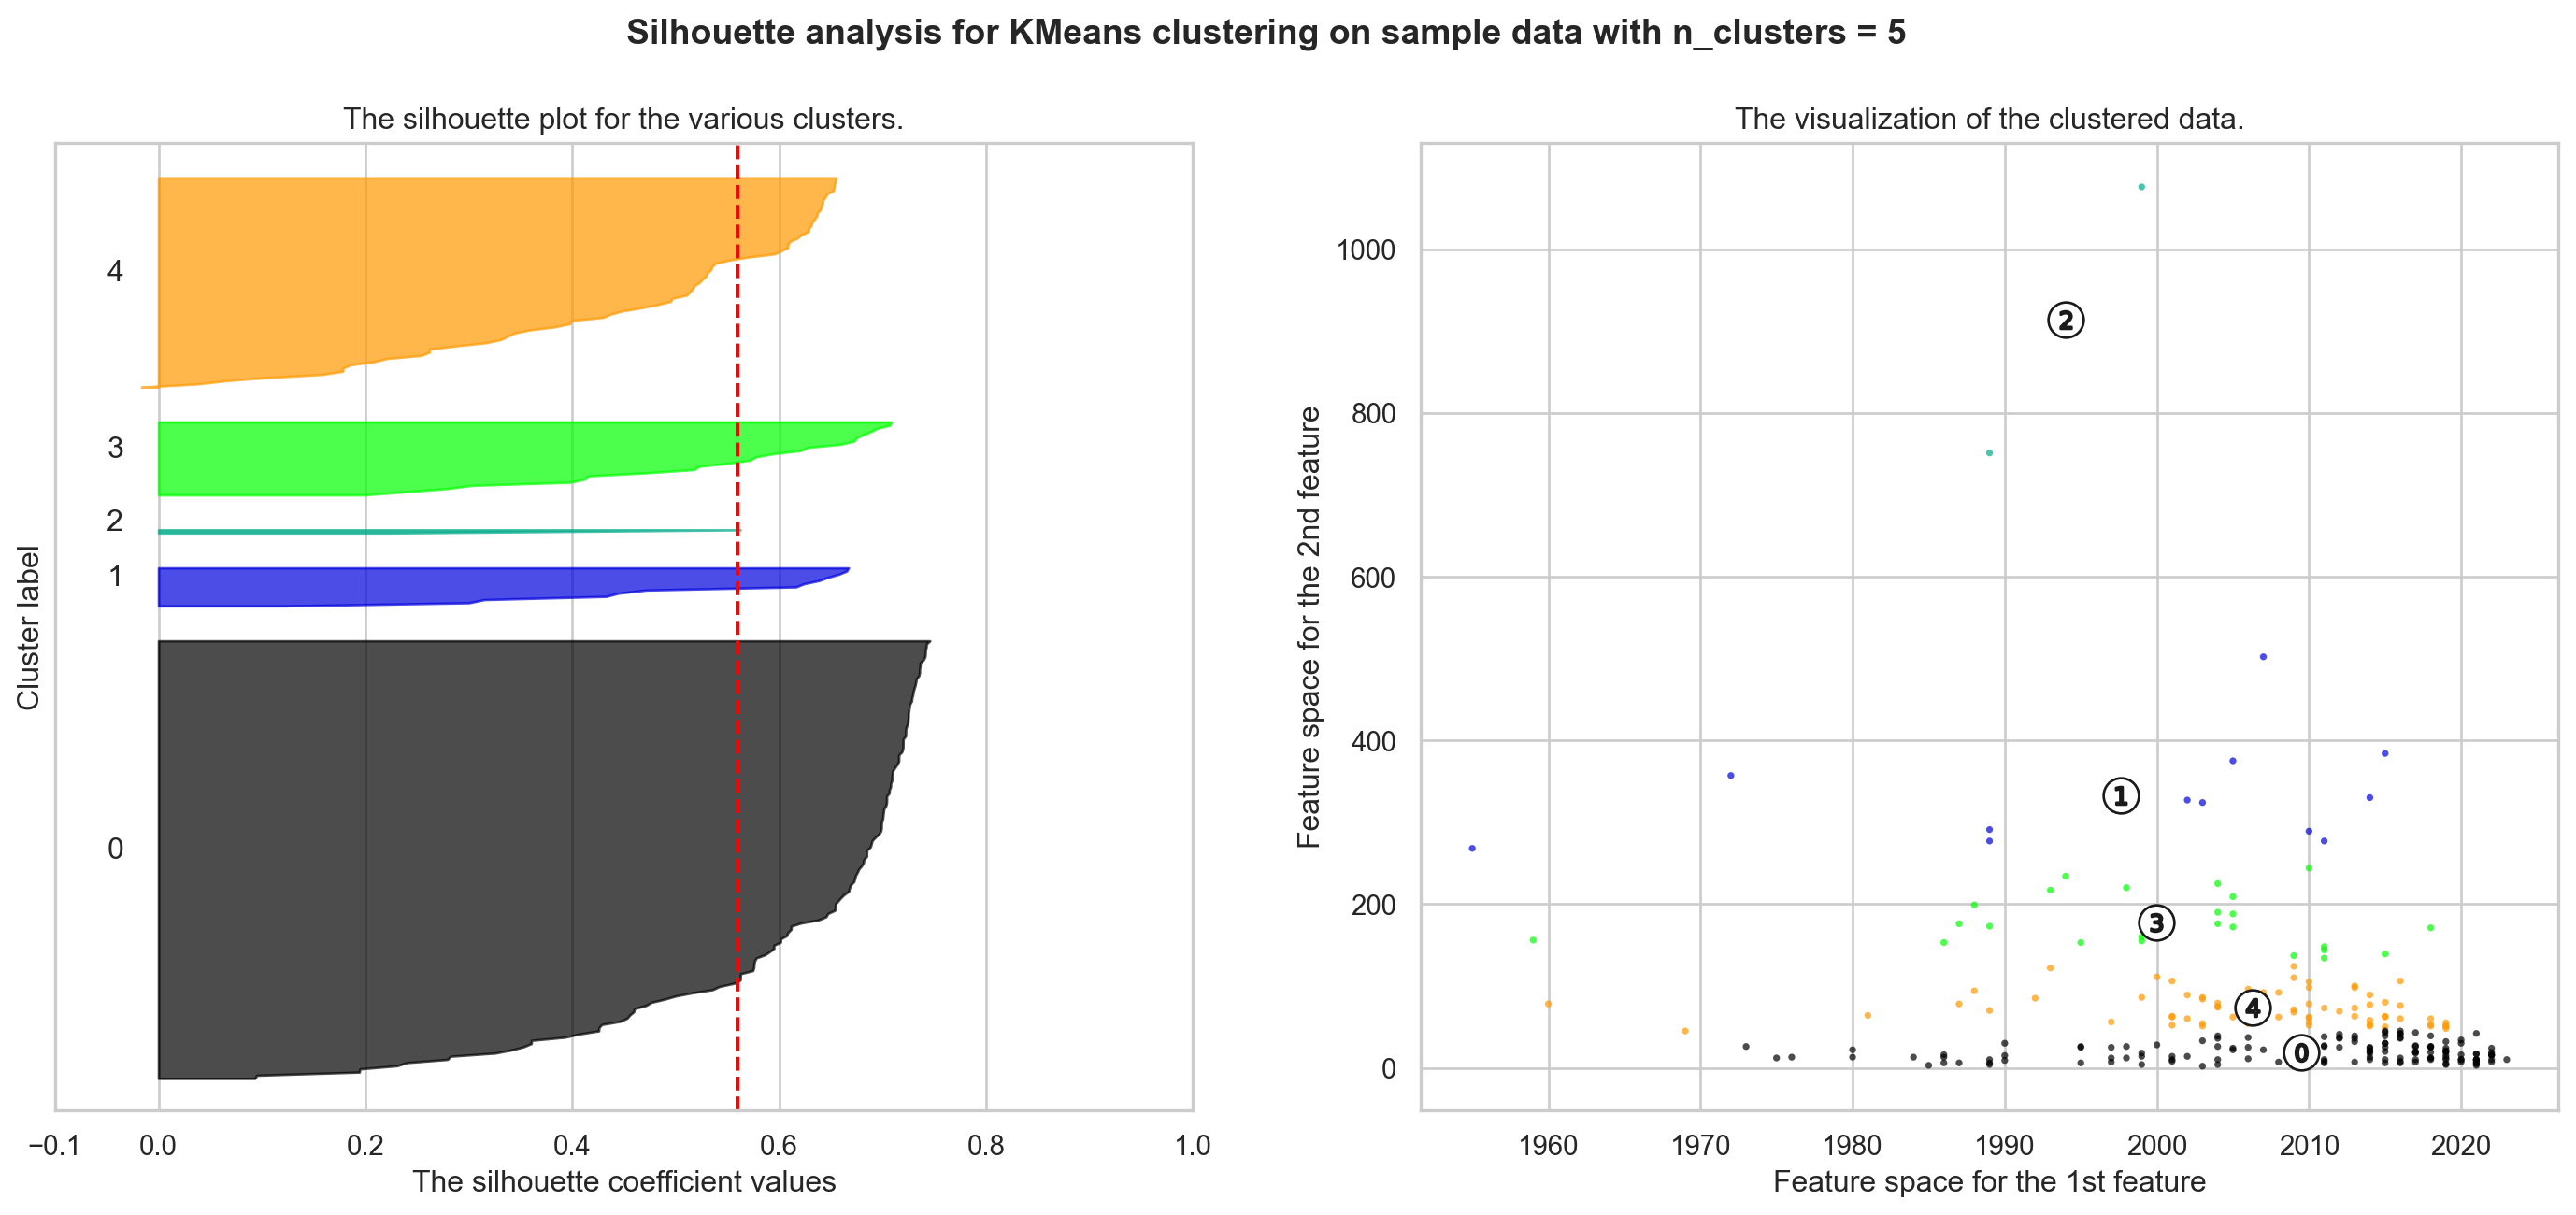 Silhouette analysis for KMeans clustering on sample data with n_clusters = 5
The silhouette plot for the various clusters.
Cluster label
4
3
2
1
0
−0.1 0.0 0.2 0.4 0.6 0.8 1.0
The silhouette coefficient values
The visualization of the clustered data.
Feature space for the 2nd feature
1000
800
600
400
200
0
2
1
3
4
0
1960 1970 1980 1990 2000 2010 2020
Feature space for the 1st feature